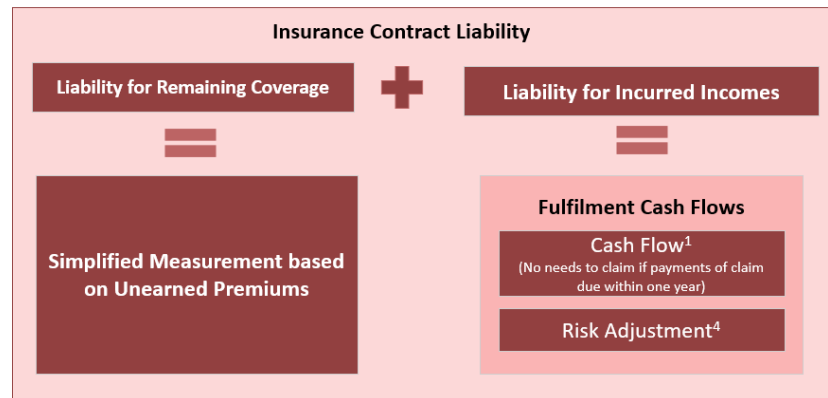 Insurance Contract Liability
Liability for Remaining Coverage
Liability for Incurred Incomes
Simplified Measurement based
on Unearned Premiums
Fulfilment Cash Flows
Cash Flow¹
(No needs to claim if payments of claim
due within one year)
Risk Adjustment⁴